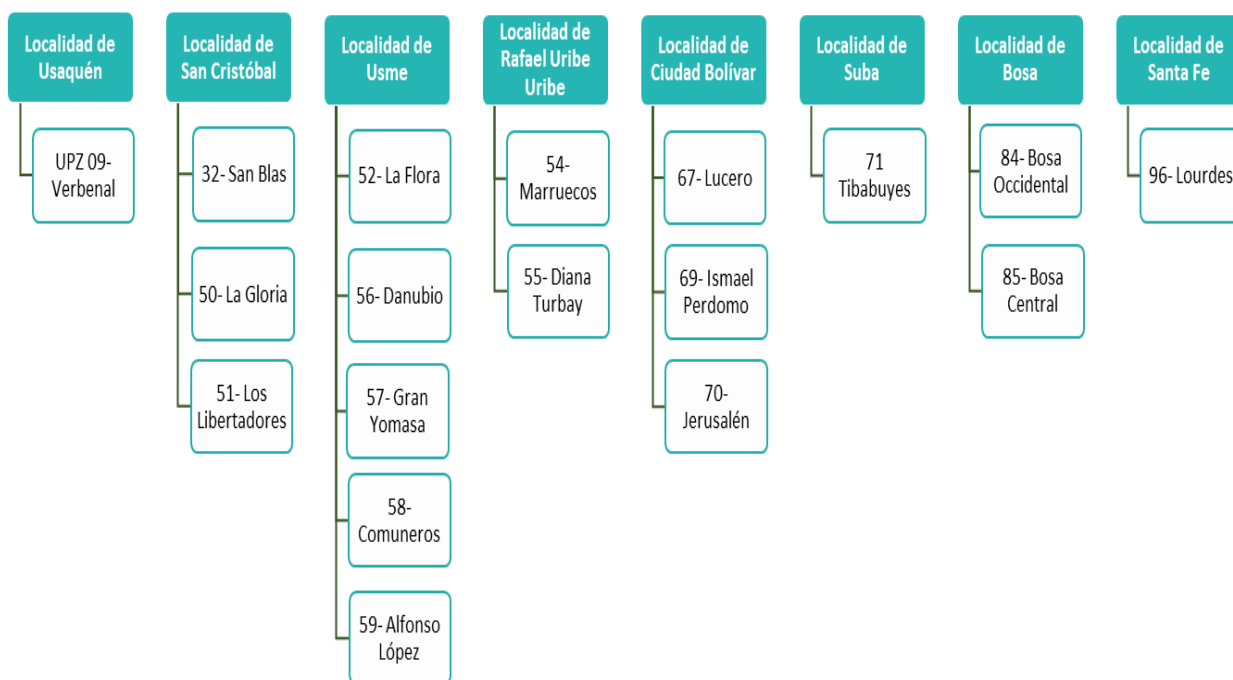 Localidad de
Usaquén
UPZ 09-
Verbenal
Localidad de
San Cristóbal
32- San Blas
50- La Gloria
51- Los
Libertadores
Localidad de
Usme
52- La Flora
56- Danubio
57- Gran
Yomasa
58-
Comuneros
59- Alfonso
López
Localidad de
Rafael Uribe
Uribe
54-
Marruecos
55- Diana
Turbay
Localidad de
Ciudad Bolívar
67- Lucero
69- Ismael
Perdomo
70-
Jerusalén
Localidad de
Suba
71
Tibabuyes
Localidad de
Bosa
84- Bosa
Occidental
85- Bosa
Central
Localidad de
Santa Fe
96- Lourdes